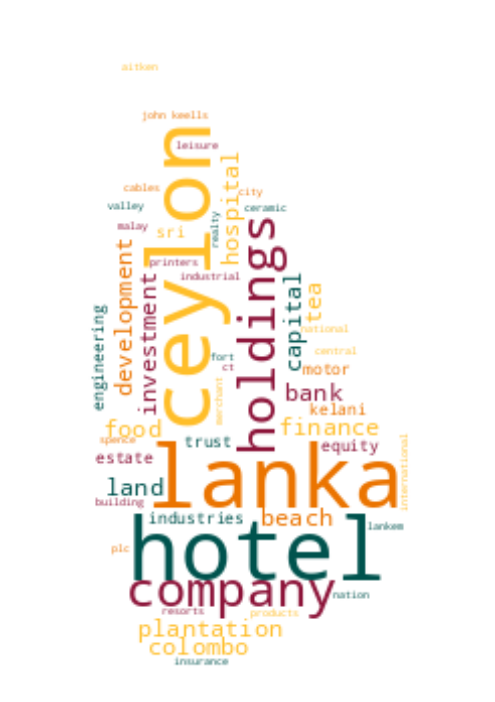 aitken
john keells
leisure
ceylon
hospital
cables
city
valley
ceramic
malay
sri
realty
holdings
printers
industrial
development
investment
capital
tea
engineering
national
fort
central
ct
motor
merchant
bank
kelani
food
finance
spence
trust
equity
international
estate
lanka
land
building
industries
beach
lankem
hotel
plc
company
nation
resorts
products
plantation
colombo
insurance